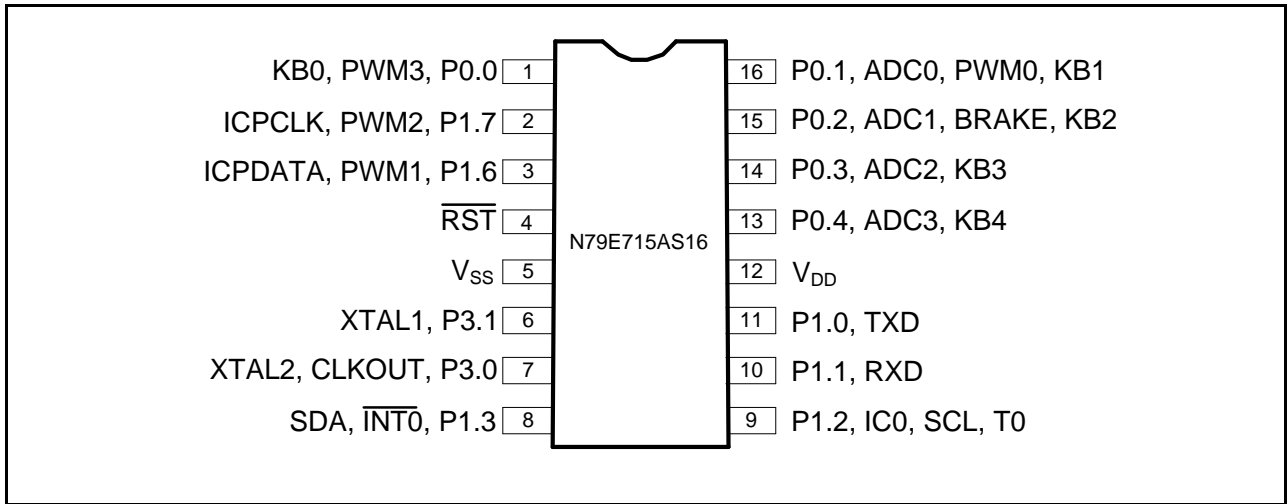 KB0, PWM3, P0.0 1
16 P0.1, ADC0, PWM0, KB1
ICPCLK, PWM2, P1.7 2
15 P0.2, ADC1, BRAKE, KB2
ICPDATA, PWM1, P1.6 3
14 P0.3, ADC2, KB3
RST 4
13 P0.4, ADC3, KB4
N79E715AS16
VSS 5
12 VDD
XTAL1, P3.1 6
11 P1.0, TXD
XTAL2, CLKOUT, P3.0 7
10 P1.1, RXD
SDA, INT0, P1.3 8
9 P1.2, IC0, SCL, T0